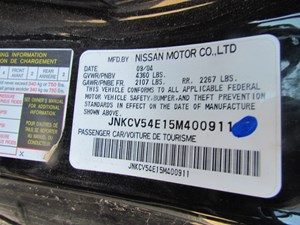 MFD.BY NISSAN MOTOR CO.,LTD
DATE 09/04
GVWR/PNBV 4360 LBS.
GAWR/PNBE FR 2107 LBS. RR. 2267 LBS.
THIS VEHICLE CONFORMS TO ALL APPLICABLE FEDERAL
MOTOR VEHICLE SAFETY,BUMPER,AND THEFT PREVENTION
STANDARDS IN EFFECT ON THE DATE OF MANUFACTURE
SHOWN ABOVE.
JNKCV54E15M400911
PASSENGER CAR/VOITURE DE TOURISME
JNKCV54E15M400911
DE CHARGEMENT